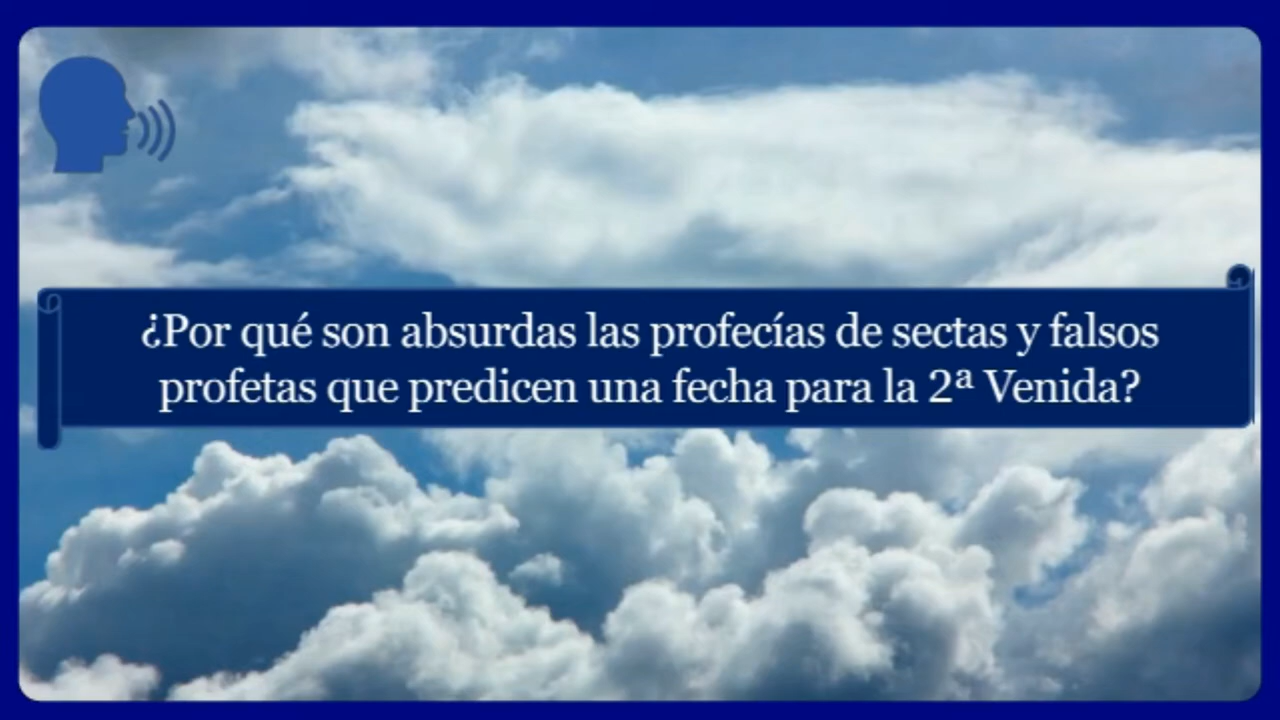 ¿Por qué son absurdas las profecías de sectas y falsos
profetas que predicen una fecha para la 2ª Venida?